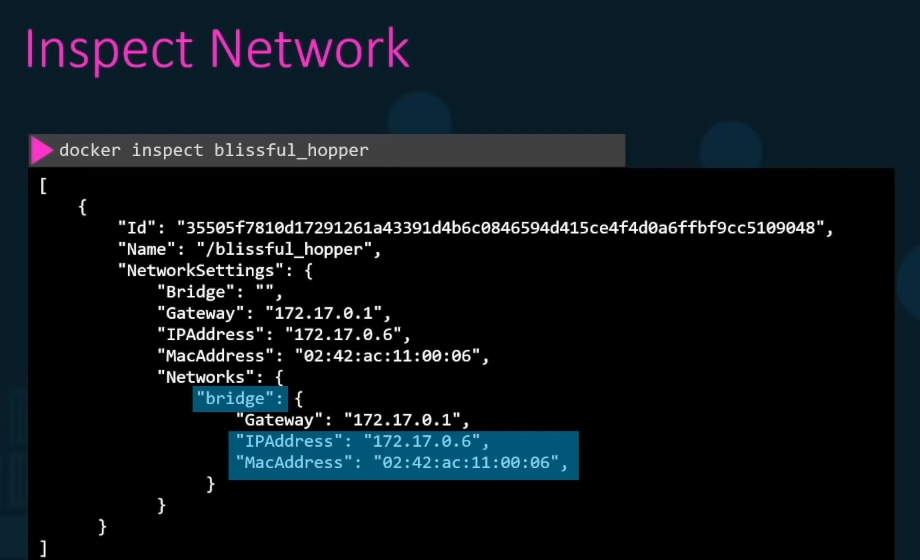 Inspect Network
docker inspect blissful_hopper
[
{
"Id": "35505f7810d17291261a43391d4b6c0846594d415ce4f4d0a6ffbf9cc5109048",
"Name": "/blissful_hopper",
"NetworkSettings": {
"Bridge": "",
"Gateway": "172.17.0.1",
"IPAddress": "172.17.0.6",
"MacAddress": "02:42:ac:11:00:06",
"Networks": {
"bridge": {
"Gateway": "172.17.0.1",
"IPAddress": "172.17.0.6",
"MacAddress": "02:42:ac:11:00:06",
}
}
}
]